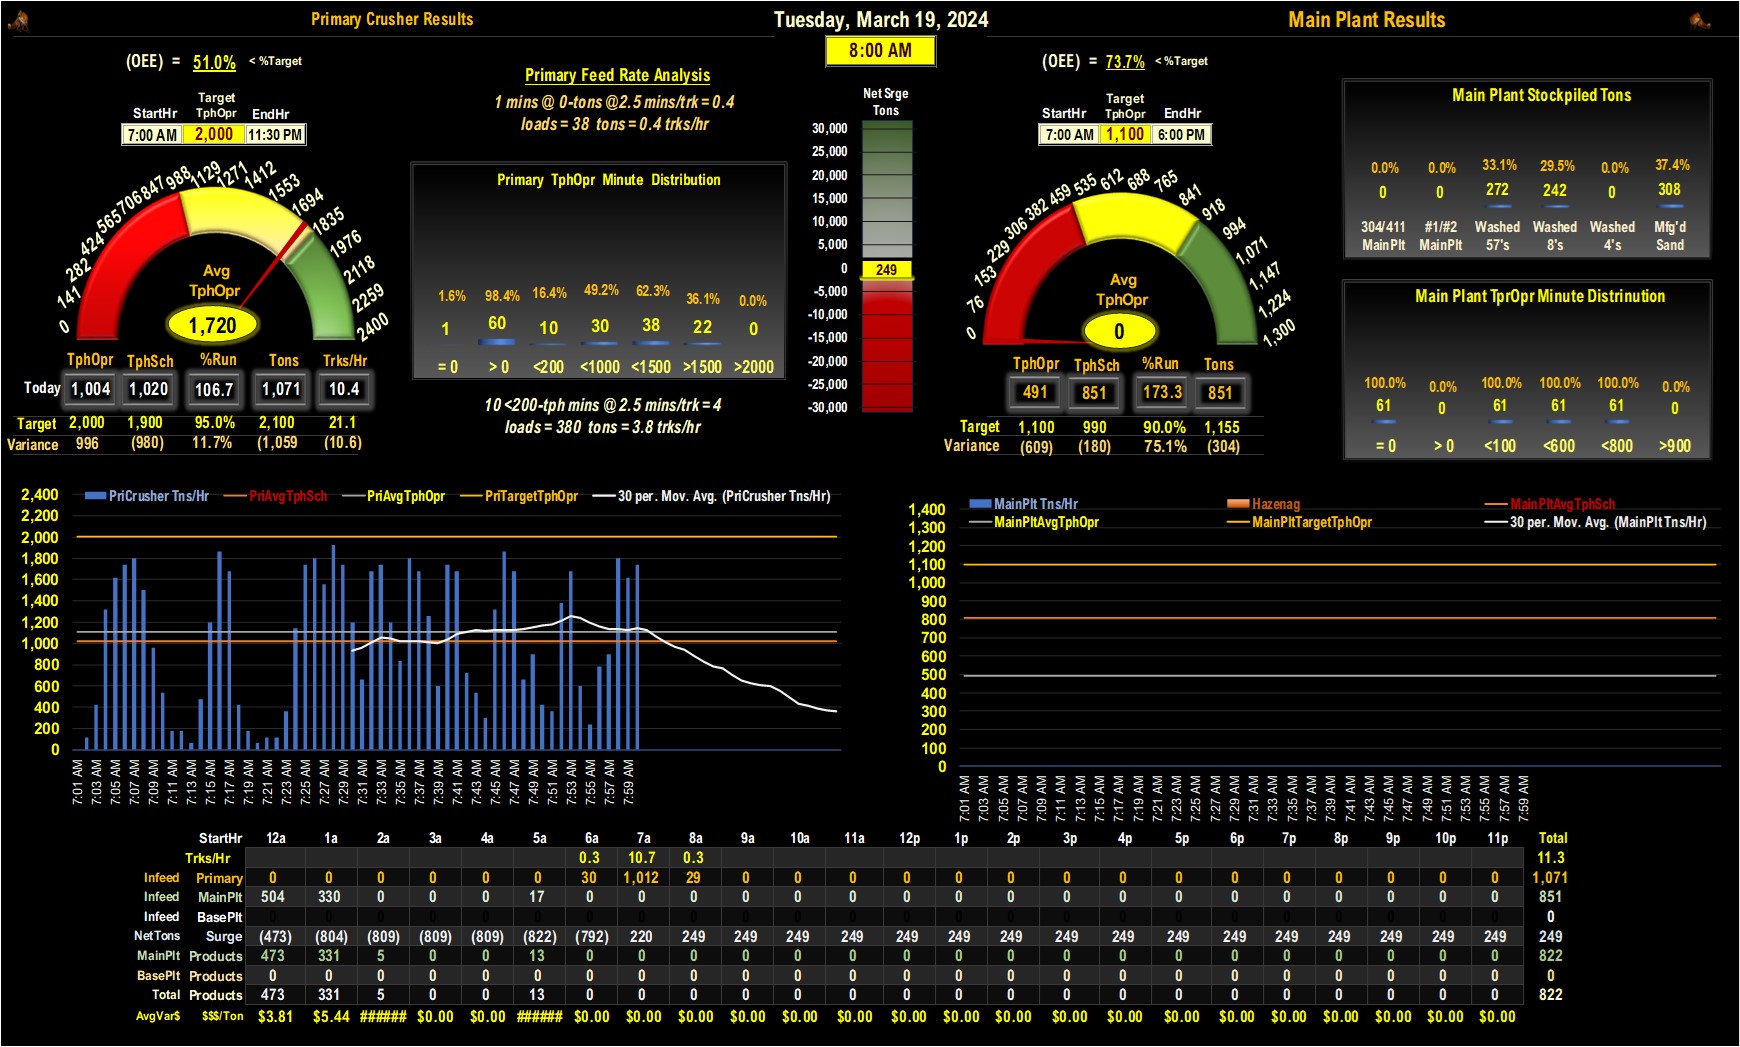 Primary Crusher Results
Tuesday, March 19, 2024
Main Plant Results
8:00 AM
(OEE) = 51.0% < %Target
Target
StartHr TphOpr EndHr
7:00 AM 2,000 11:30 PM
0 141 282 424 565 706 847 988 1129 1271 1412 1553 1694 1835 1976 2118 2259 2400
Avg
TphOpr
1,720
TphOpr TphSch %Run Tons Trks/Hr
Today 1,004 1,020 106.7 1,071 10.4
Target 2,000 1,900 95.0% 2,100 21.1
Variance 996 (980) 11.7% (1,059 (10.6)
Primary Feed Rate Analysis
1 mins @ 0-tons @2.5 mins/trk = 0.4
loads = 38 tons = 0.4 trks/hr
Primary TphOpr Minute Distribution
1.6% 98.4% 16.4% 49.2% 62.3% 36.1% 0.0%
1 60 10 30 38 22 0
= 0 > 0 <200 <1000 <1500 >1500 >2000
10 <200-tph mins @ 2.5 mins/trk = 4
loads = 380 tons = 3.8 trks/hr
Net Srge
Tons
30,000
25,000
20,000
15,000
10,000
5,000
0
-5,000
-10,000
-15,000
-20,000
-25,000
-30,000
249
(OEE) = 73.7% < %Target
Target
StartHr TphOpr EndHr
7:00 AM 1,100 6:00 PM
0 76 153 229 306 382 459 535 612 688 765 841 918 994 1,071 1,147 1,224 1,300
Avg
TphOpr
0
TphOpr TphSch %Run Tons
491 851 173.3 851
Target 1,100 990 90.0% 1,155
Variance (609) (180) 75.1% (304)
Main Plant Stockpiled Tons
0.0% 0.0% 33.1% 29.5% 0.0% 37.4%
0 0 272 242 0 308
304/411 #1/#2 Washed Washed Washed Mfg'd
MainPlt MainPlt 57's 8's 4's Sand
Main Plant TprOpr Minute Distrinution
100.0% 0.0% 100.0% 100.0% 100.0% 0.0%
61 0 61 61 61 0
= 0 > 0 <100 <600 <800 >900
PriCrusher Tns/Hr PriAvgTphSch PriAvgTphOpr PriTargetTphOpr 30 per. Mov. Avg. (PriCrusher Tns/Hr)
2,400
2,200
2,000
1,800
1,600
1,400
1,200
1,000
800
600
400
200
0
7:01 AM 7:03 AM 7:05 AM 7:07 AM 7:09 AM 7:11 AM 7:13 AM 7:15 AM 7:17 AM 7:19 AM 7:21 AM 7:23 AM 7:25 AM 7:27 AM 7:29 AM 7:31 AM 7:33 AM 7:35 AM 7:37 AM 7:39 AM 7:41 AM 7:43 AM 7:45 AM 7:47 AM 7:49 AM 7:51 AM 7:53 AM 7:55 AM 7:57 AM 7:59 AM
MainPlt Tns/Hr Hazenag MainPltAvgTphSch
MainPltAvgTphOpr MainPltTargetTphOpr 30 per. Mov. Avg. (MainPlt Tns/Hr)
1,400
1,300
1,200
1,100
1,000
900
800
700
600
500
400
300
200
100
0
7:01 AM 7:03 AM 7:05 AM 7:07 AM 7:09 AM 7:11 AM 7:13 AM 7:15 AM 7:17 AM 7:19 AM 7:21 AM 7:23 AM 7:25 AM 7:27 AM 7:29 AM 7:31 AM 7:33 AM 7:35 AM 7:37 AM 7:39 AM 7:41 AM 7:43 AM 7:45 AM 7:47 AM 7:49 AM 7:51 AM 7:53 AM 7:55 AM 7:57 AM 7:59 AM
StartHr 12a 1a 2a 3a 4a 5a 6a 7a 8a 9a 10a 11a 12p 1p 2p 3p 4p 5p 6p 7p 8p 9p 10p 11p Total
Trks/Hr 0.3 10.7 0.3 11.3
Infeed Primary 0 0 0 0 0 0 30 1,012 29 0 0 0 0 0 0 0 0 0 0 0 0 0 0 0 1,071
Infeed MainPlt 504 330 0 0 0 17 0 0 0 0 0 0 0 0 0 0 0 0 0 0 0 0 0 0 851
Infeed BasePlt 0 0 0 0 0 0 0 0 0 0 0 0 0 0 0 0 0 0 0 0 0 0 0 0 0
NetTons Surge (473) (804) (809) (809) (809) (822) (792) 220 249 249 249 249 249 249 249 249 249 249 249 249 249 249 249 249 249
MainPlt Products 473 331 5 0 0 13 0 0 0 0 0 0 0 0 0 0 0 0 0 0 0 0 0 0 822
BasePlt Products 0 0 0 0 0 0 0 0 0 0 0 0 0 0 0 0 0 0 0 0 0 0 0 0 0
Total Products 473 331 5 0 0 13 0 0 0 0 0 0 0 0 0 0 0 0 0 0 0 0 0 0 822
AvgVar$ $$$/Ton $3.81 $5.44 ###### $0.00 $0.00 ###### $0.00 $0.00 $0.00 $0.00 $0.00 $0.00 $0.00 $0.00 $0.00 $0.00 $0.00 $0.00 $0.00 $0.00 $0.00 $0.00 $0.00 $0.00